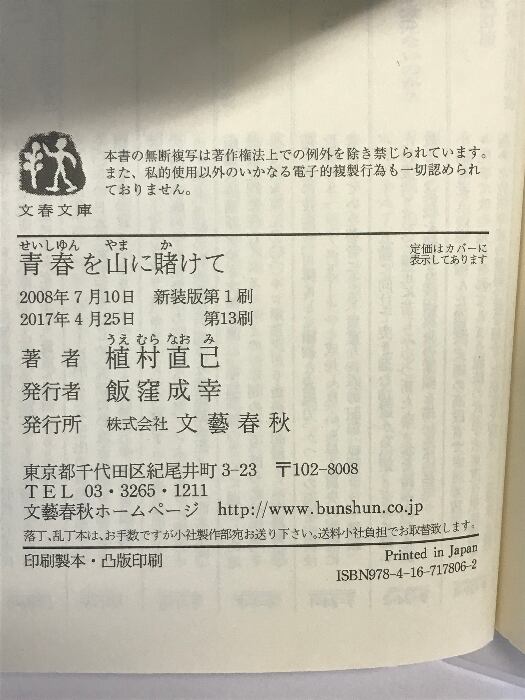 本書の無断複写は著作権法上での例外を除き禁じられています。
また、私的使用以外のいかなる電子的複製行為も一切認められ
ておりません。
文春文庫
せいしゅん やま か
青春を山に賭けて
定価はカバーに
表示してあります
2008年7月10日 新装版第1刷
2017年4月25日 第13刷
うえ むら なお み
著者 植村直己
発行者 飯窪成幸
発行所 株式会社 文藝春秋
東京都千代田区紀尾井町3-23 〒102-8008
TEL 03・3265・1211
文藝春秋ホームページ http://www.bunshun.co.jp
落丁、乱丁本は、お手数ですが小社製作部宛お送り下さい。送料小社負担でお取替致します。
印刷製本・凸版印刷
Printed in Japan
ISBN978-4-16-717806-2